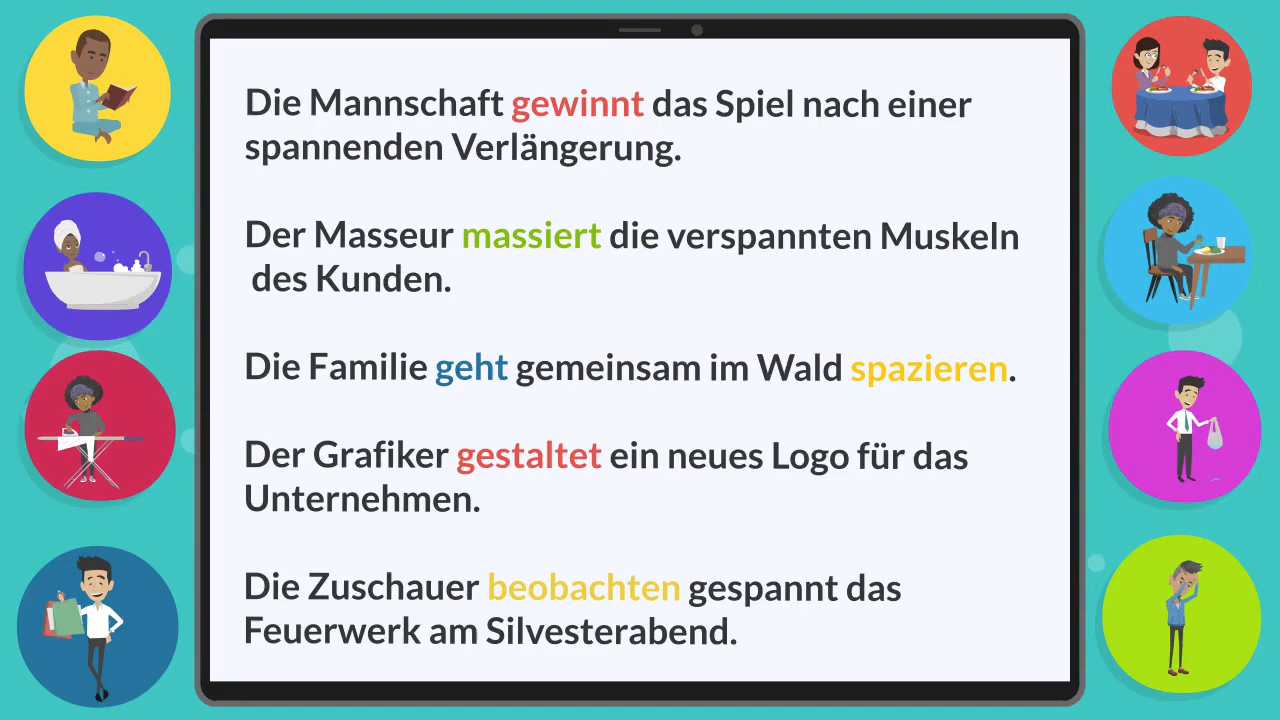 Die Mannschaft gewinnt das Spiel nach einer
spannenden Verlängerung.
Der Masseur massiert die verspannten Muskeln
des Kunden.
Die Familie geht gemeinsam im Wald spazieren.
Der Grafiker gestaltet ein neues Logo für das
Unternehmen.
Die Zuschauer beobachten gespannt das
Feuerwerk am Silvesterabend.